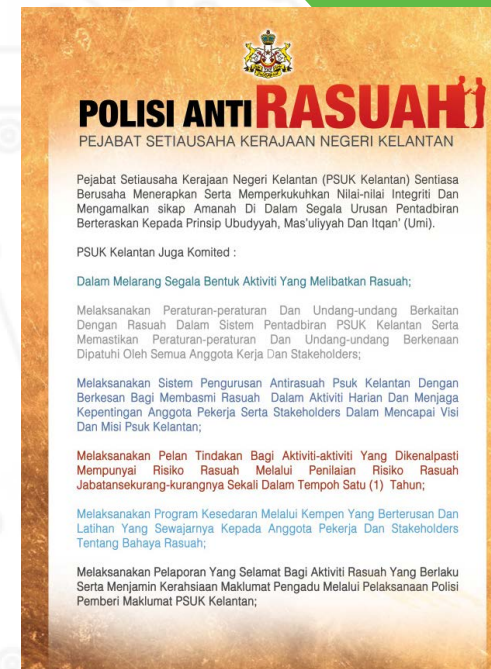 POLISI ANTI RASUAH
PEJABAT SETIAUSAHA KERAJAAN NEGERI KELANTAN
Pejabat Setiausaha Kerajaan Negeri Kelantan (PSUK Kelantan) Sentiasa
Berusaha Menerapkan Serta Memperkukuhkan Nilai-nilai Integriti Dan
Mengamalkan sikap Amanah Di Dalam Segala Urusan Pentadbiran
Berteraskan Kepada Prinsip Ubudyyah, Mas'uliyyah Dan Itqan' (Umi).
PSUK Kelantan Juga Komited :
Dalam Melarang Segala Bentuk Aktiviti Yang Melibatkan Rasuah;
Melaksanakan Peraturan-peraturan Dan Undang-undang Berkaitan
Dengan Rasuah Dalam Sistem Pentadbiran PSUK Kelantan Serta
Memastikan Peraturan-peraturan Dan Undang-undang Berkenaan
Dipatuhi Oleh Semua Anggota Kerja Dan Stakeholders;
Melaksanakan Sistem Pengurusan Antirasuah Psuk Kelantan Dengan
Berkesan Bagi Membasmi Rasuah Dalam Aktiviti Harian Dan Menjaga
Kepentingan Anggota Pekerja Serta Stakeholders Dalam Mencapai Visi
Dan Misi Psuk Kelantan;
Melaksanakan Pelan Tindakan Bagi Aktiviti-aktiviti Yang Dikenalpasti
Mempunyai Risiko Rasuah Melalui Penilaian Risiko Rasuah
Jabatansekurang-kurangnya Sekali Dalam Tempoh Satu (1) Tahun;
Melaksanakan Program Kesedaran Melalui Kempen Yang Berterusan Dan
Latihan Yang Sewajarnya Kepada Anggota Pekerja Dan Stakeholders
Tentang Bahaya Rasuah;
Melaksanakan Pelaporan Yang Selamat Bagi Aktiviti Rasuah Yang Berlaku
Serta Menjamin Kerahsiaan Maklumat Pengadu Melalui Pelaksanaan Polisi
Pemberi Maklumat PSUK Kelantan;